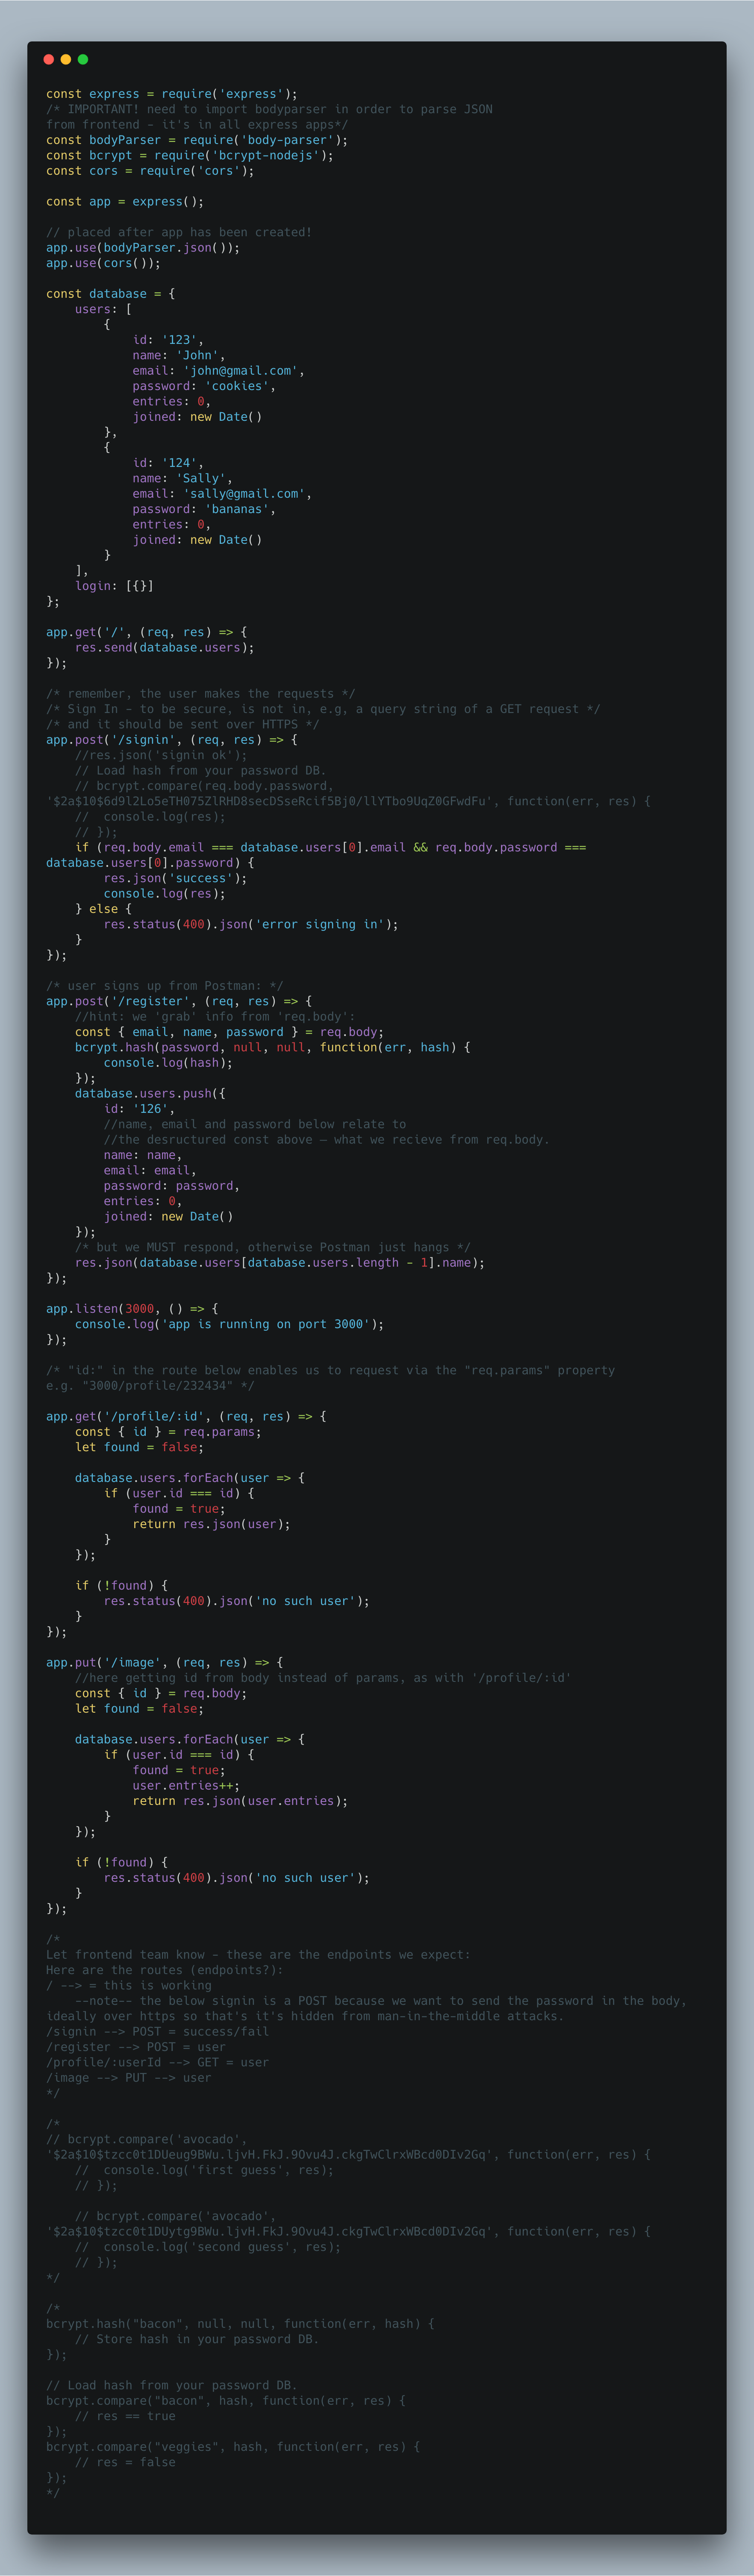 const express = require('express');
/* IMPORTANT! need to import bodyparser in order to parse JSON
from frontend - it's in all express apps*/
const bodyParser = require('body-parser');
const bcrypt = require('bcrypt-nodejs');
const cors = require('cors');

const app = express();

// placed after app has been created!
app.use(bodyParser.json());
app.use(cors());

const database = {
    users: [
        {
            id: '123',
            name: 'John',
            email: 'john@gmail.com',
            password: 'cookies',
            entries: 0,
            joined: new Date()
        },
        {
            id: '124',
            name: 'Sally',
            email: 'sally@gmail.com',
            password: 'bananas',
            entries: 0,
            joined: new Date()
        }
    ],
    login: [{}]
};

app.get('/', (req, res) => {
    res.send(database.users);
});

/* remember, the user makes the requests */
/* Sign In - to be secure, is not in, e.g, a query string of a GET request */
/* and it should be sent over HTTPS */
app.post('/signin', (req, res) => {
    //res.json('signin ok');
    // Load hash from your password DB.
    // bcrypt.compare(req.body.password,
'$2a$10$6d9l2Lo5eTH075ZlRHD8secDSseRcif5Bj0/llYTbo9UqZ0GFwdFu', function(err, res) {
    //  console.log(res);
    // });
    if (req.body.email === database.users[0].email && req.body.password ===
database.users[0].password) {
        res.json('success');
        console.log(res);
    } else {
        res.status(400).json('error signing in');
    }
});

/* user signs up from Postman: */
app.post('/register', (req, res) => {
    //hint: we 'grab' info from 'req.body':
    const { email, name, password } = req.body;
    bcrypt.hash(password, null, null, function(err, hash) {
        console.log(hash);
    });
    database.users.push({
        id: '126',
        //name, email and password below relate to
        //the desructured const above – what we recieve from req.body.
        name: name,
        email: email,
        password: password,
        entries: 0,
        joined: new Date()
    });
    /* but we MUST respond, otherwise Postman just hangs */
    res.json(database.users[database.users.length - 1].name);
});

app.listen(3000, () => {
    console.log('app is running on port 3000');
});

/* "id:" in the route below enables us to request via the "req.params" property
e.g. "3000/profile/232434" */

app.get('/profile/:id', (req, res) => {
    const { id } = req.params;
    let found = false;

    database.users.forEach(user => {
        if (user.id === id) {
            found = true;
            return res.json(user);
        }
    });

    if (!found) {
        res.status(400).json('no such user');
    }
});

app.put('/image', (req, res) => {
    //here getting id from body instead of params, as with '/profile/:id'
    const { id } = req.body;
    let found = false;

    database.users.forEach(user => {
        if (user.id === id) {
            found = true;
            user.entries++;
            return res.json(user.entries);
        }
    });

    if (!found) {
        res.status(400).json('no such user');
    }
});

/*
Let frontend team know - these are the endpoints we expect:
Here are the routes (endpoints?):
/ --> = this is working
    --note-- the below signin is a POST because we want to send the password in the body,
ideally over https so that's it's hidden from man-in-the-middle attacks.
/signin --> POST = success/fail
/register --> POST = user
/profile/:userId --> GET = user
/image --> PUT --> user
*/

/*
// bcrypt.compare('avocado',
'$2a$10$tzcc0t1DUeug9BWu.ljvH.FkJ.9Ovu4J.ckgTwClrxWBcd0DIv2Gq', function(err, res) {
    //  console.log('first guess', res);
    // });

    // bcrypt.compare('avocado',
'$2a$10$tzcc0t1DUytg9BWu.ljvH.FkJ.9Ovu4J.ckgTwClrxWBcd0DIv2Gq', function(err, res) {
    //  console.log('second guess', res);
    // });
*/

/*
bcrypt.hash("bacon", null, null, function(err, hash) {
    // Store hash in your password DB.
});

// Load hash from your password DB.
bcrypt.compare("bacon", hash, function(err, res) {
    // res == true
});
bcrypt.compare("veggies", hash, function(err, res) {
    // res = false
});
*/